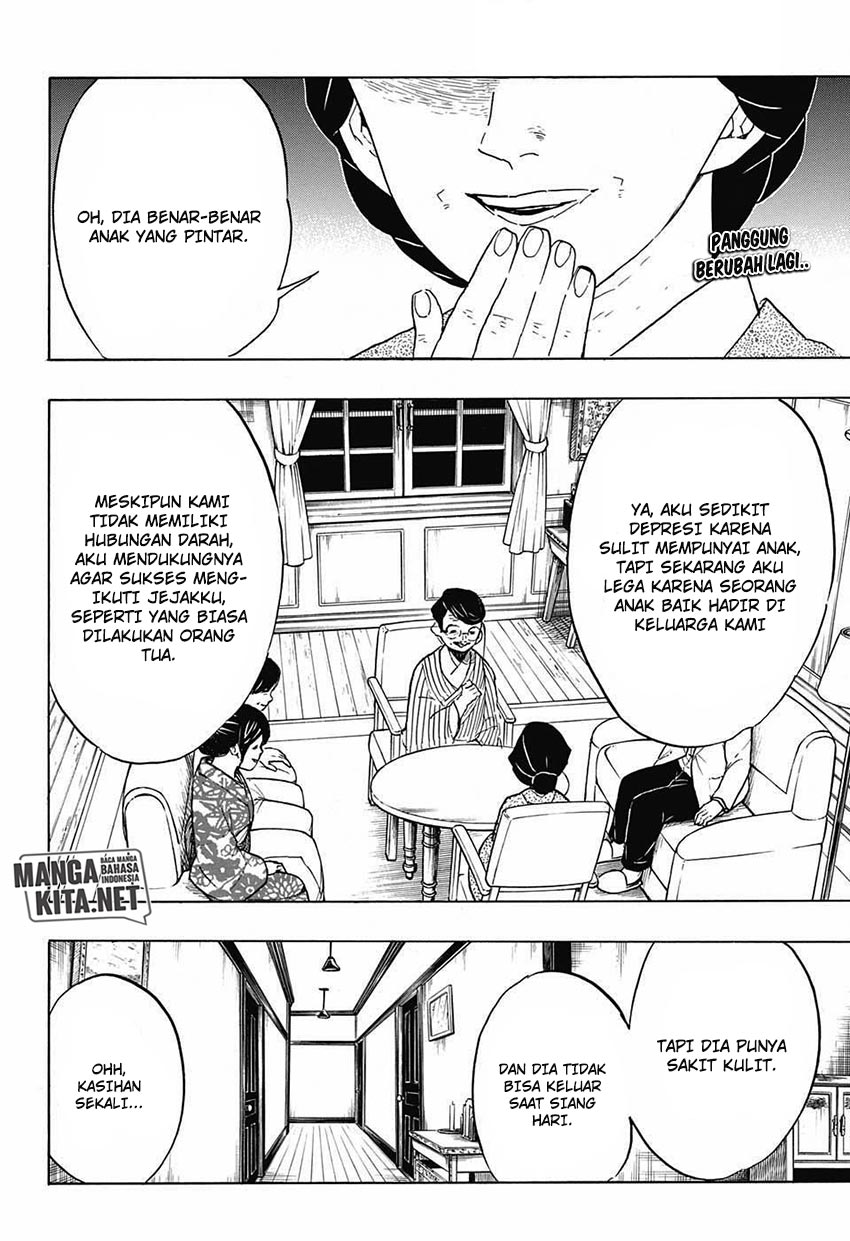 OH, DIA BENAR-BENAR
ANAK YANG PINTAR.
PANGGUNG
BERUBAH LAGI..
YA, AKU SEDIKIT
DEPRESI KARENA
SULIT MEMPUNYAI ANAK,
TAPI SEKARANG AKU
LEGA KARENA SEORANG
ANAK BAIK HADIR DI
KELUARGA KAMI
MESKIPUN KAMI
TIDAK MEMILIKI
HUBUNGAN DARAH,
AKU MENDUKUNGNYA
AGAR SUKSES MENG-
IKUTI JEJAKKU,
SEPERTI YANG BIASA
DILAKUKAN ORANG
TUA.
MANGA BACA MANGA BAHASA INDONESIA
KITA.NET
TAPI DIA PUNYA
SAKIT KULIT.
DAN DIA TIDAK
BISA KELUAR
SAAT SIANG
HARI.
OHH,
KASIHAN
SEKALI...